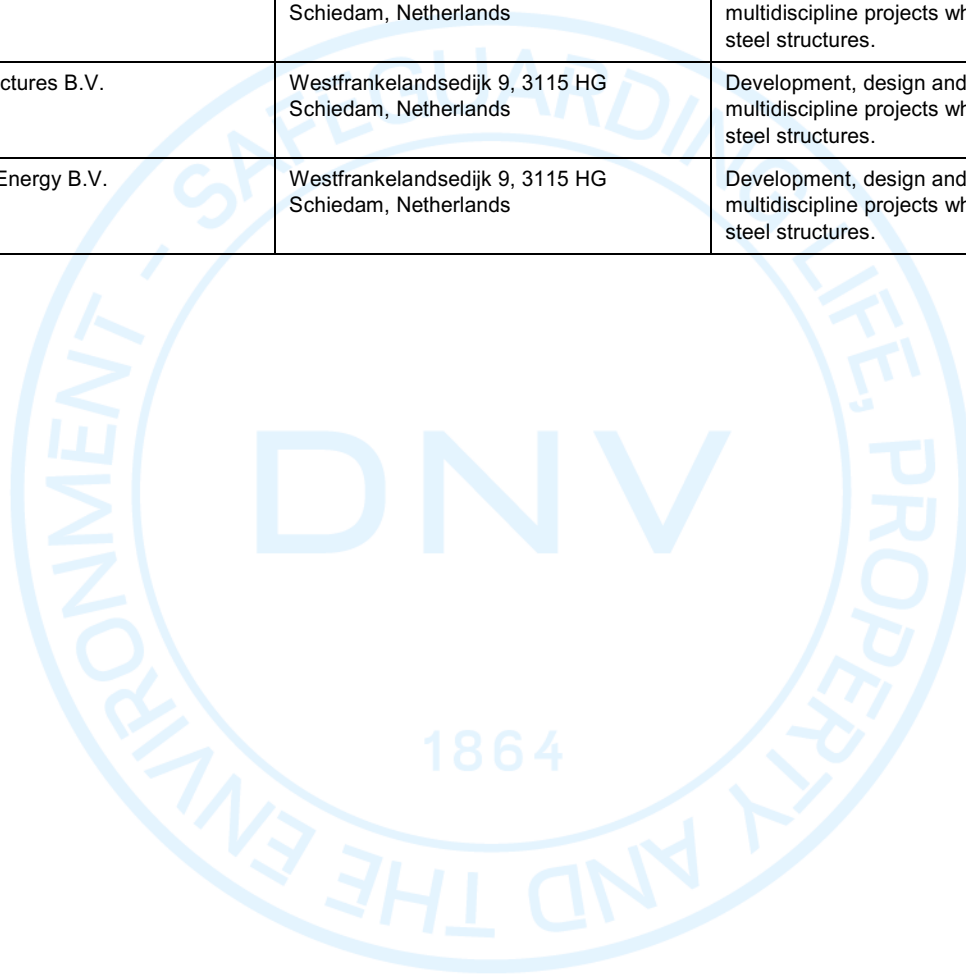 Schiedam, Netherlands
multidiscipline projects wh
steel structures.
ctures B.V.
Westfrankelandsedijk 9, 3115 HG
Schiedam, Netherlands
Development, design and
multidiscipline projects wh
steel structures.
Energy B.V.
Westfrankelandsedijk 9, 3115 HG
Schiedam, Netherlands
Development, design and
multidiscipline projects wh
steel structures.
SAFEGUARDING LIFE, PROPERTY AND THE ENVIRONMENT -
DNV
1864